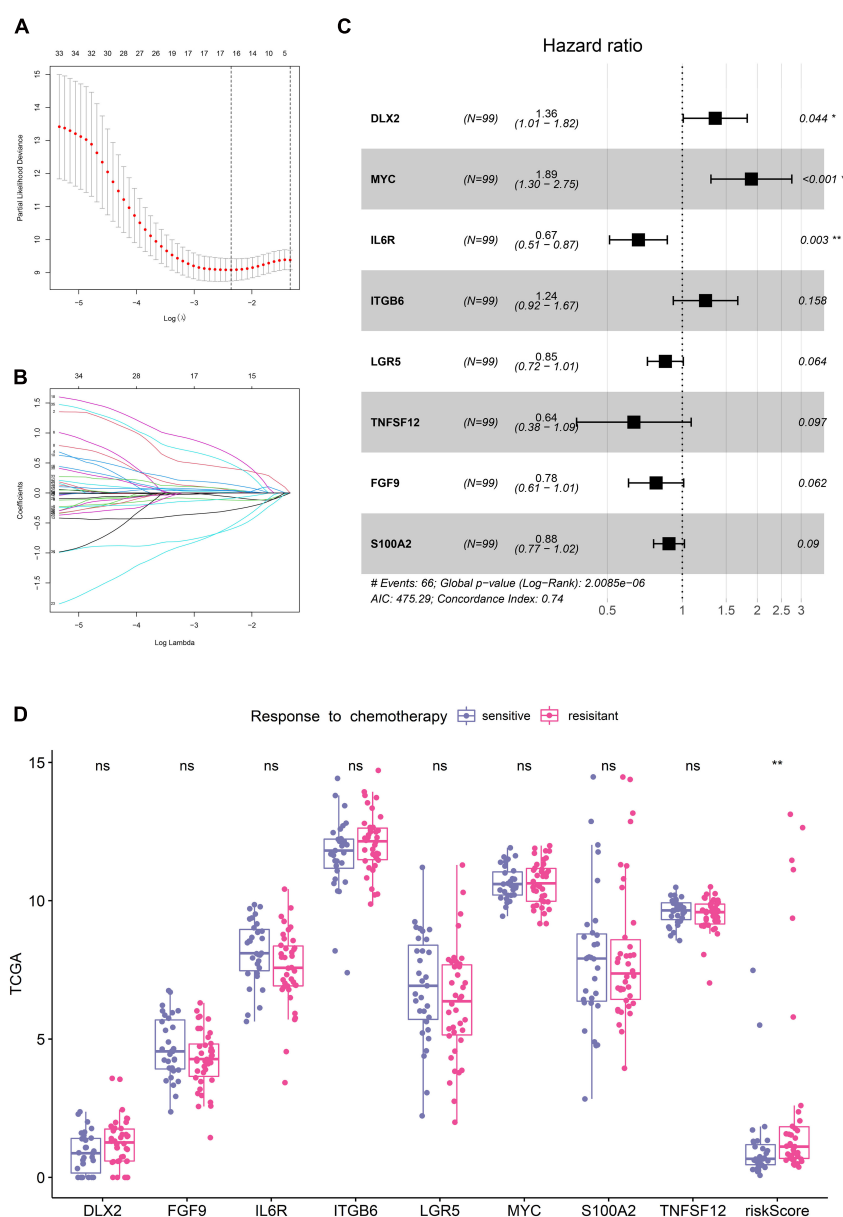 A
33 34 32 30 28 27 26 19 17 17 17 16 14 10 5
15
14
13
12
11
10
9
Partial Likelihood Deviance
−5 −4 −3 −2
Log (λ)
B
34 28 17 15
1.5
1.0
0.5
0.0
−0.5
−1.0
−1.5
Coefficients
−5 −4 −3 −2
Log Lambda
C
Hazard ratio
DLX2 (N=99) 1.36 (1.01 − 1.82) 0.044 *
MYC (N=99) 1.89 (1.30 − 2.75) <0.001
IL6R (N=99) 0.67 (0.51 − 0.87) 0.003 **
ITGB6 (N=99) 1.24 (0.92 − 1.67) 0.158
LGR5 (N=99) 0.85 (0.72 − 1.01) 0.064
TNFSF12 (N=99) 0.64 (0.38 − 1.09) 0.097
FGF9 (N=99) 0.78 (0.61 − 1.01) 0.062
S100A2 (N=99) 0.88 (0.77 − 1.02) 0.09
# Events: 66; Global p−value (Log−Rank): 2.0085e−06
AIC: 475.29; Concordance Index: 0.74
0.5 1 1.5 2 2.5 3
D
Response to chemotherapy sensitive resisitant
15
10
5
0
TCGA
ns ns ns ns ns ns ns ns **
DLX2 FGF9 IL6R ITGB6 LGR5 MYC S100A2 TNFSF12 riskScore